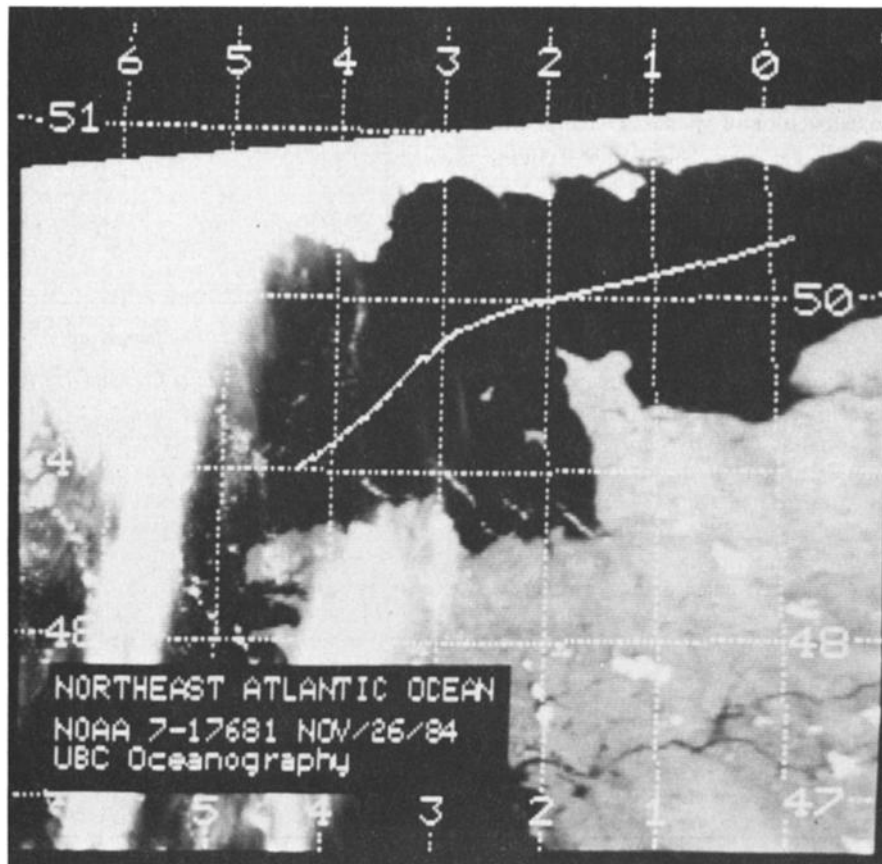 6 5 4 3 2 1 0
51
50
4
48 48
NORTHEAST ATLANTIC OCEAN
NOAA 7-17681 NOV/26/84
UBC Oceanography
47
5 4 3 2 1